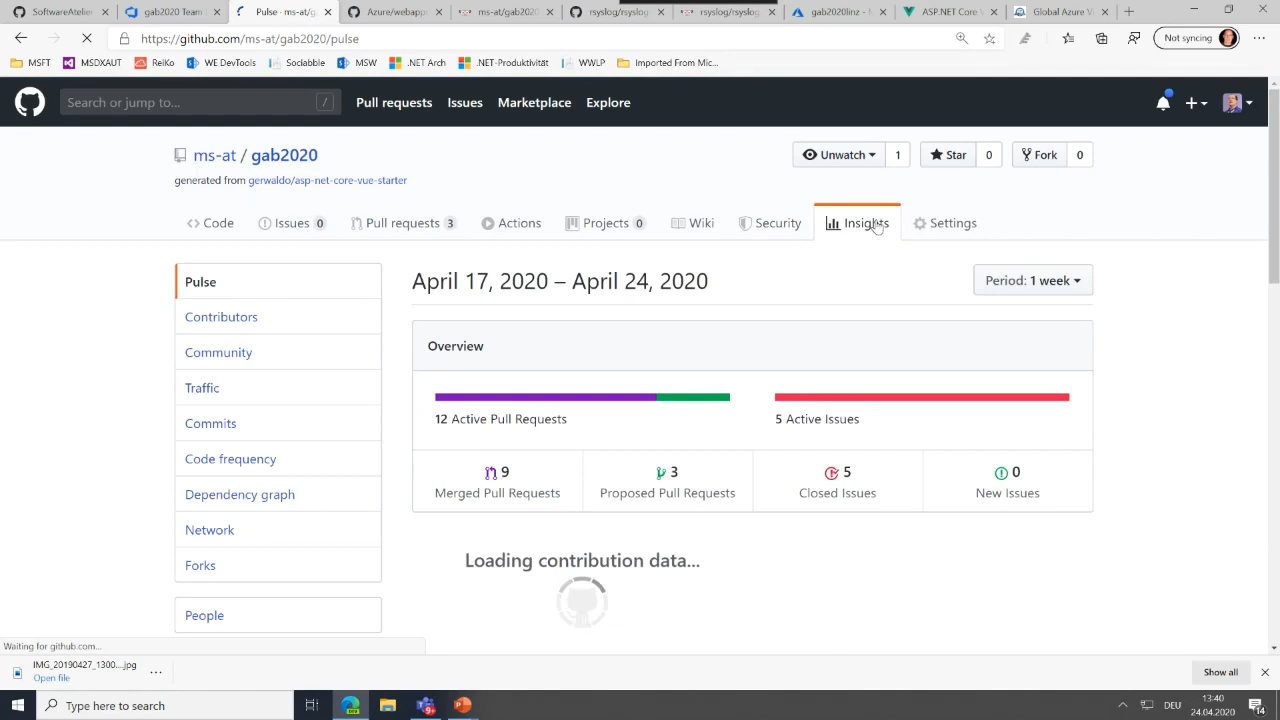 SoftwareAtelier
gab2020 Team
Pulse · ms-at/gab
Azure/webapp
ms-at/gab2020
rsyslog/rsyslog
rsyslog/rsyslog
gab2020linz - M
ASP.NET Core V
Global Azure Vi
https://github.com/ms-at/gab2020/pulse
Not syncing
MSFT
MSDXAUT
ReiKo
WE DevTools
Sociabble
MSW
.NET Arch
.NET-Produktivität
WWLP
Imported From Mic...
Search or jump to...
/
Pull requests
Issues
Marketplace
Explore
ms-at / gab2020
Unwatch 1
Star 0
Fork 0
generated from gerwaldo/asp-net-core-vue-starter
Code
Issues 0
Pull requests 3
Actions
Projects 0
Wiki
Security
Insights
Settings
Pulse
Contributors
Community
Traffic
Commits
Code frequency
Dependency graph
Network
Forks
People
April 17, 2020 – April 24, 2020
Period: 1 week
Overview
12 Active Pull Requests
5 Active Issues
9
Merged Pull Requests
3
Proposed Pull Requests
5
Closed Issues
0
New Issues
Loading contribution data...
Waiting for github.com...
IMG_20190427_1300....jpg
Open file
Show all
Type here to search
DEU
13:40
24.04.2020
14